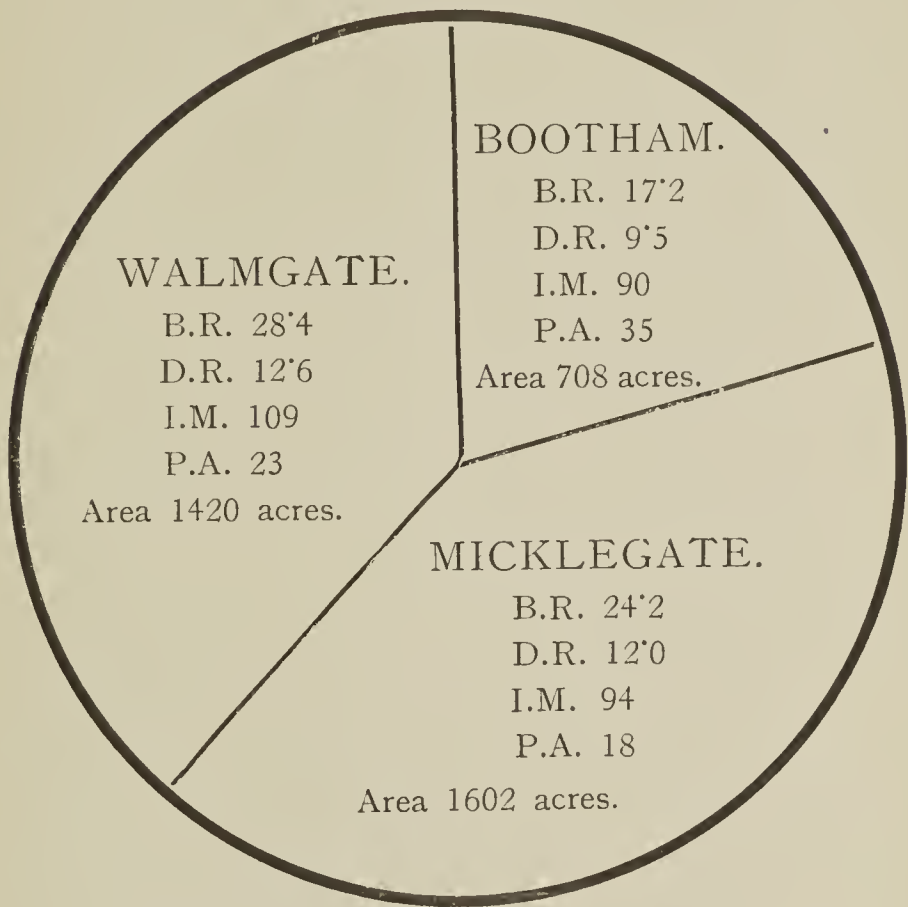 BOOTHAM.
B.R. 17·2
D.R. 9·5
I.M. 90
P.A. 35
Area 708 acres.
WALMGATE.
B.R. 28·4
D.R. 12·6
I.M. 109
P.A. 23
Area 1420 acres.
MICKLEGATE.
B.R. 24·2
D.R. 12·0
I.M. 94
P.A. 18
Area 1602 acres.